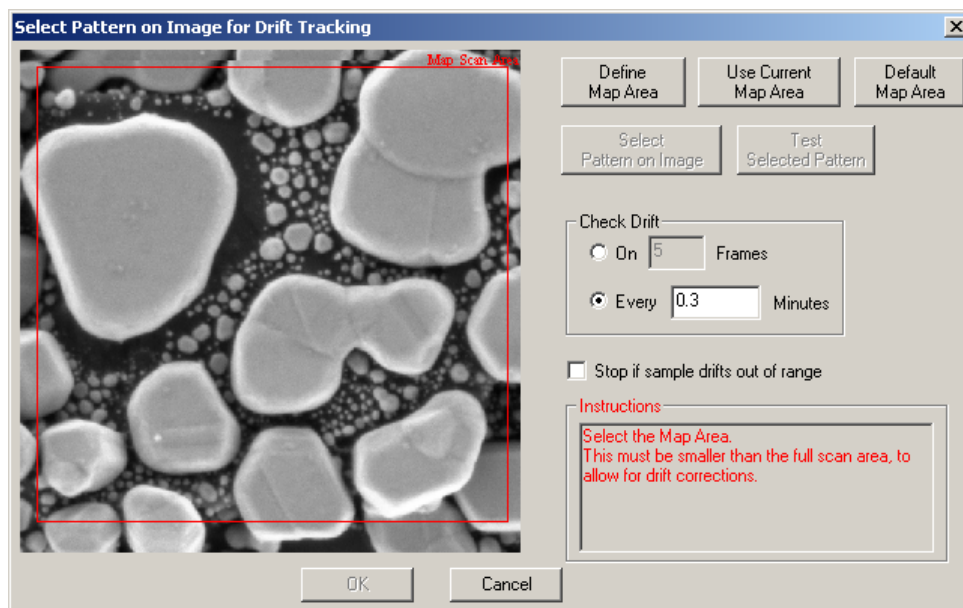 Select Pattern on Image for Drift Tracking
Map Scan Area
Define
Map Area
Use Current
Map Area
Default
Map Area
Select
Pattern on Image
Test
Selected Pattern
Check Drift
On 5 Frames
Every 0.3 Minutes
Stop if sample drifts out of range
Instructions
Select the Map Area.
This must be smaller than the full scan area, to
allow for drift corrections.
OK
Cancel